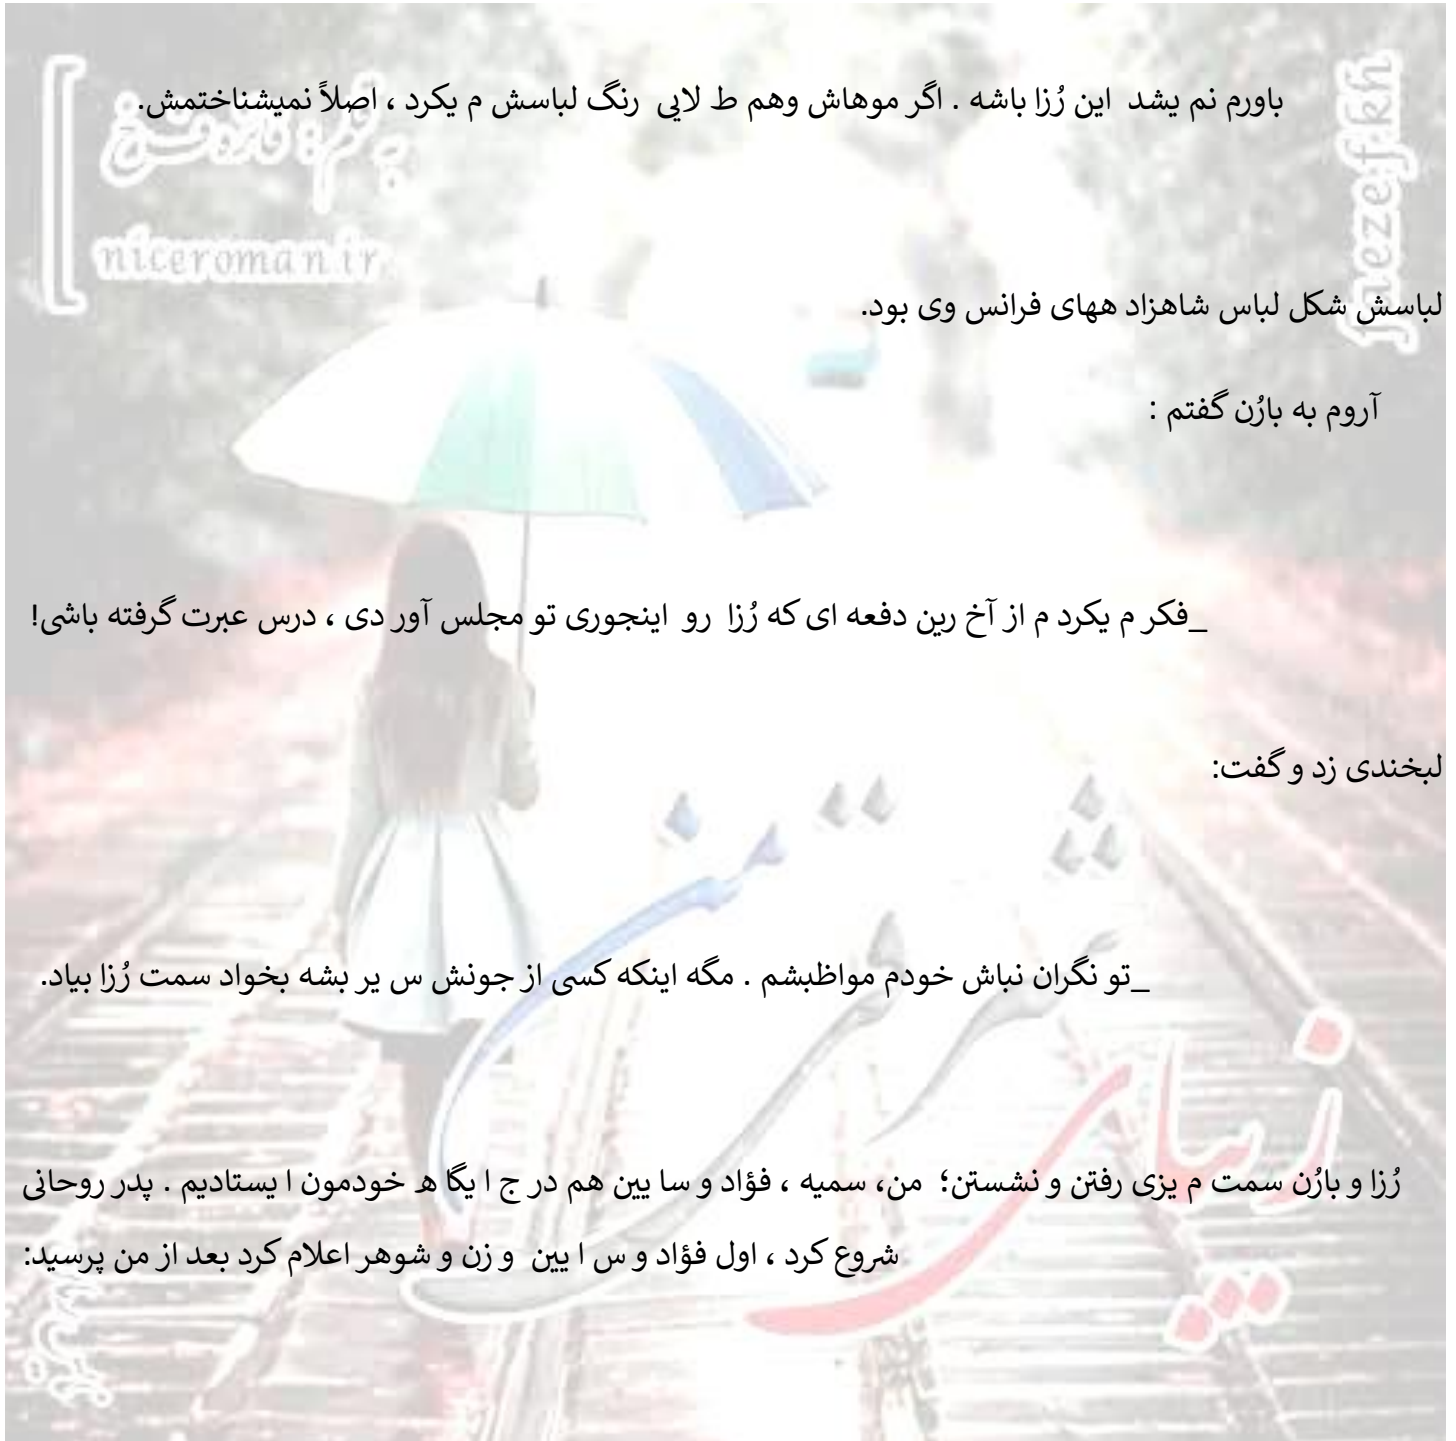 باورم نم یشد این رُزا باشه . اگر موهاش وهم ط لایی رنگ لباسش م یکرد ، اصلاً نمیشناختمش.
niceroman.ir
لباسش شکل لباس شاهزاد ههای فرانس وی بود.
آروم به بارُن گفتم :
_فکر م یکرد م از آخ رین دفعه ای که رُزا رو اینجوری تو مجلس آور دی ، درس عبرت گرفته باشی!
لبخندی زد و گفت:
_تو نگران نباش خودم مواظبشم . مگه اینکه کسی از جونش س یر بشه بخواد سمت رُزا بیاد.
رُزا و بارُن سمت م یزی رفتن و نشستن؛ من، سمیه ، فؤاد و سا یین هم در ج ا یگا هـ خودمون ا یستادیم . پدر روحانی
شروع کرد ، اول فؤاد و س ا یین و زن و شوهر اعلام کرد بعد از من پرسید:
زیبای
شرقی
من